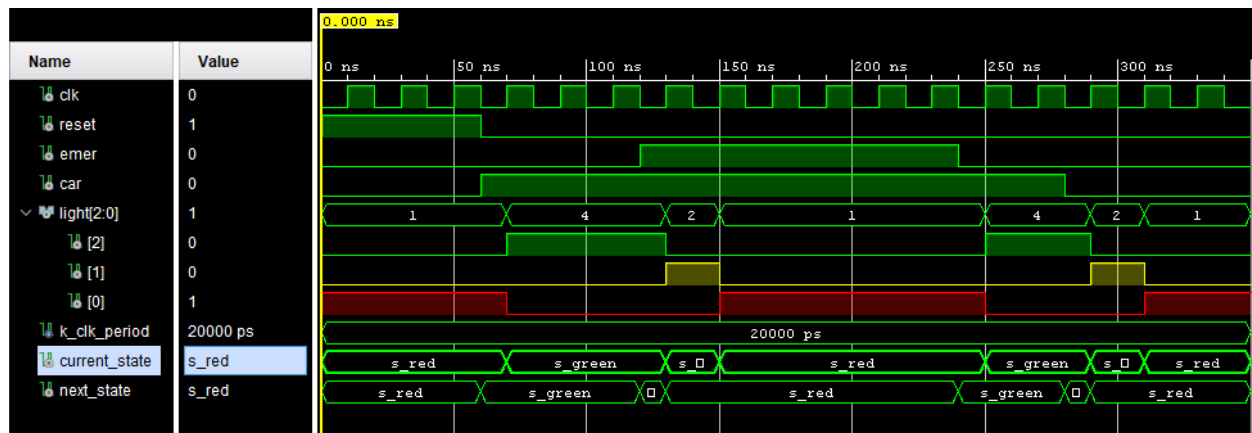 0.000 ns
Name Value
0 ns 50 ns 100 ns 150 ns 200 ns 250 ns 300 ns
clk 0
reset 1
emer 0
car 0
light[2:0] 1 1 4 2 1 4 2 1
[2] 0
[1] 0
[0] 1
k_clk_period 20000 ps 20000 ps
current_state s_red s_red s_green s_ s_red s_green s_ s_red
next_state s_red s_red s_green s_red s_green s_red